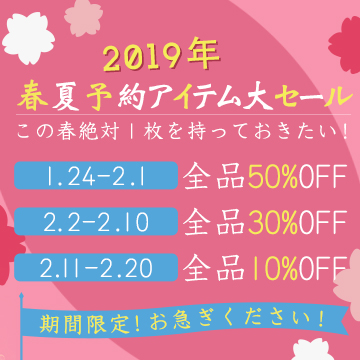 2019年
春夏予約アイテム大セール
この春絶対1枚を持っておきたい!
1.24-2.1 全品50%OFF
2.2-2.10 全品30%OFF
2.11-2.20 全品10%OFF
期間限定!お急ぎください!